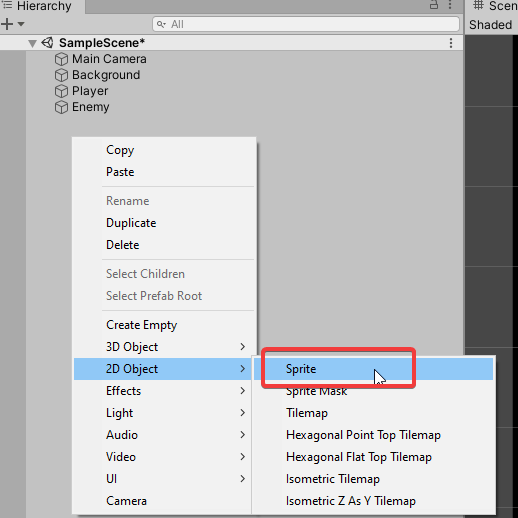 Hierarchy
Scen
All
Shaded
SampleScene*
Main Camera
Background
Player
Enemy
Copy
Paste
Rename
Duplicate
Delete
Select Children
Select Prefab Root
Create Empty
3D Object
2D Object
Effects
Light
Audio
Video
UI
Camera
Sprite
Sprite Mask
Tilemap
Hexagonal Point Top Tilemap
Hexagonal Flat Top Tilemap
Isometric Tilemap
Isometric Z As Y Tilemap